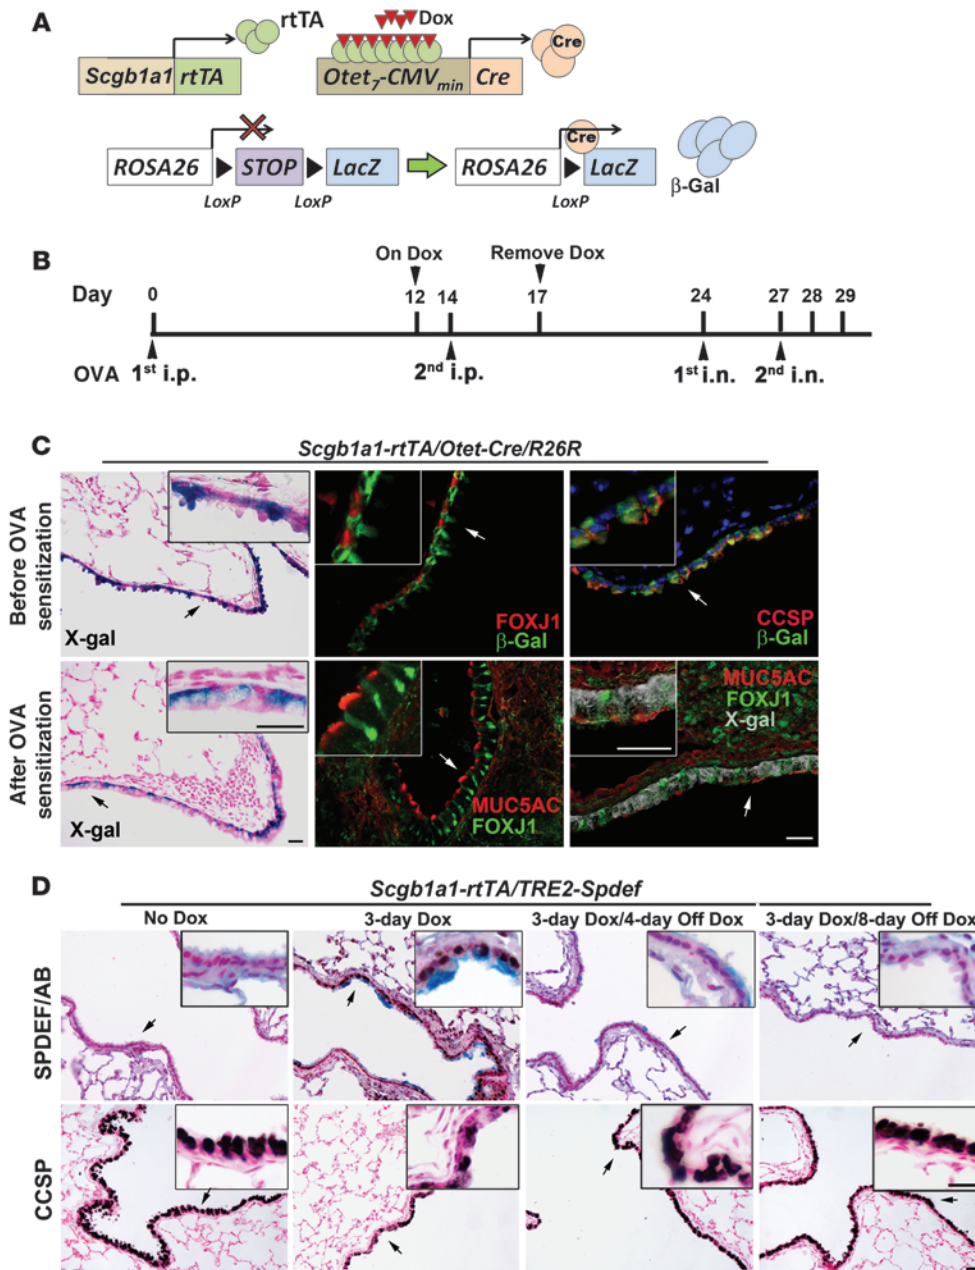 A
rtTA
Dox
Cre
Scgb1a1 rtTA
Otet7-CMVmin Cre
Cre
ROSA26 STOP LacZ
ROSA26 LacZ
LoxP LoxP
LoxP
β-Gal
B
On Dox Remove Dox
Day 0 12 14 17 24 27 28 29
OVA 1st i.p. 2nd i.p. 1st i.n. 2nd i.n.
C
Scgb1a1-rtTA/Otet-Cre/R26R
Before OVA
sensitization
X-gal
FOXJ1
β-Gal
CCSP
β-Gal
After OVA
sensitization
X-gal
MUC5AC
FOXJ1
MUC5AC
FOXJ1
X-gal
D
Scgb1a1-rtTA/TRE2-Spdef
No Dox 3-day Dox 3-day Dox/4-day Off Dox 3-day Dox/8-day Off Dox
SPDEF/AB
CCSP